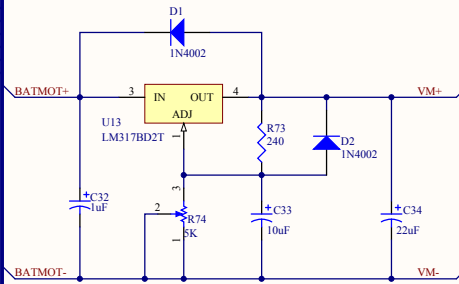 D1
1N4002
BATMOT+
3
IN
OUT
4
VM+
ADJ
U13
LM317BD2T
1
R73
240
D2
1N4002
+
C32
1uF
3
2
R74
1
5K
+
C33
10uF
+
C34
22uF
BATMOT-
VM-